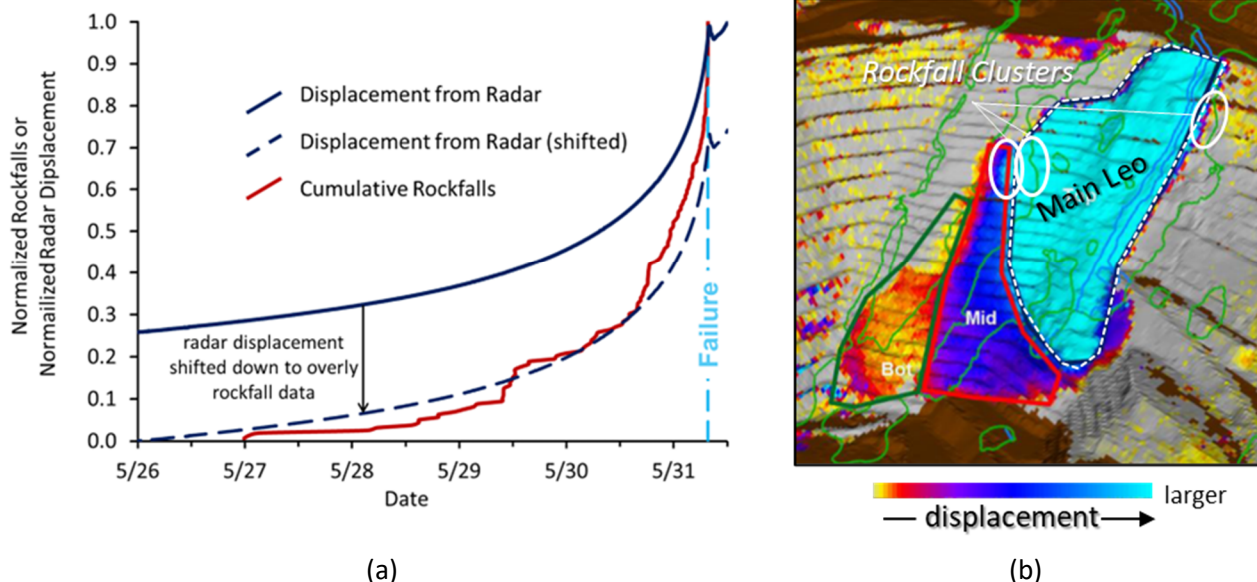 Normalized Rockfalls or
Normailized Radar Dipslacement
1.0
0.9
0.8
0.7
0.6
0.5
0.4
0.3
0.2
0.1
0.0
Displacement from Radar
Displacement from Radar (shifted)
Cumulative Rockfalls
radar displacement
shifted down to overly
rockfall data
Failure
5/26
5/27
5/28
5/29
5/30
5/31
Date
(a)
Rockfall Clusters
Main Leo
Mid
Bot
larger
displacement
(b)